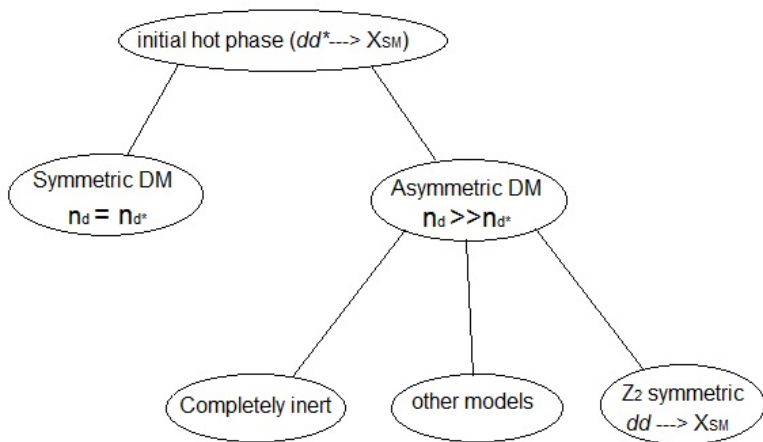 initial hot phase (dd*---> XSM)
Symmetric DM
nd = nd*
Asymmetric DM
nd >>nd*
Completely inert
other models
Z2 symmetric
dd ---> XSM